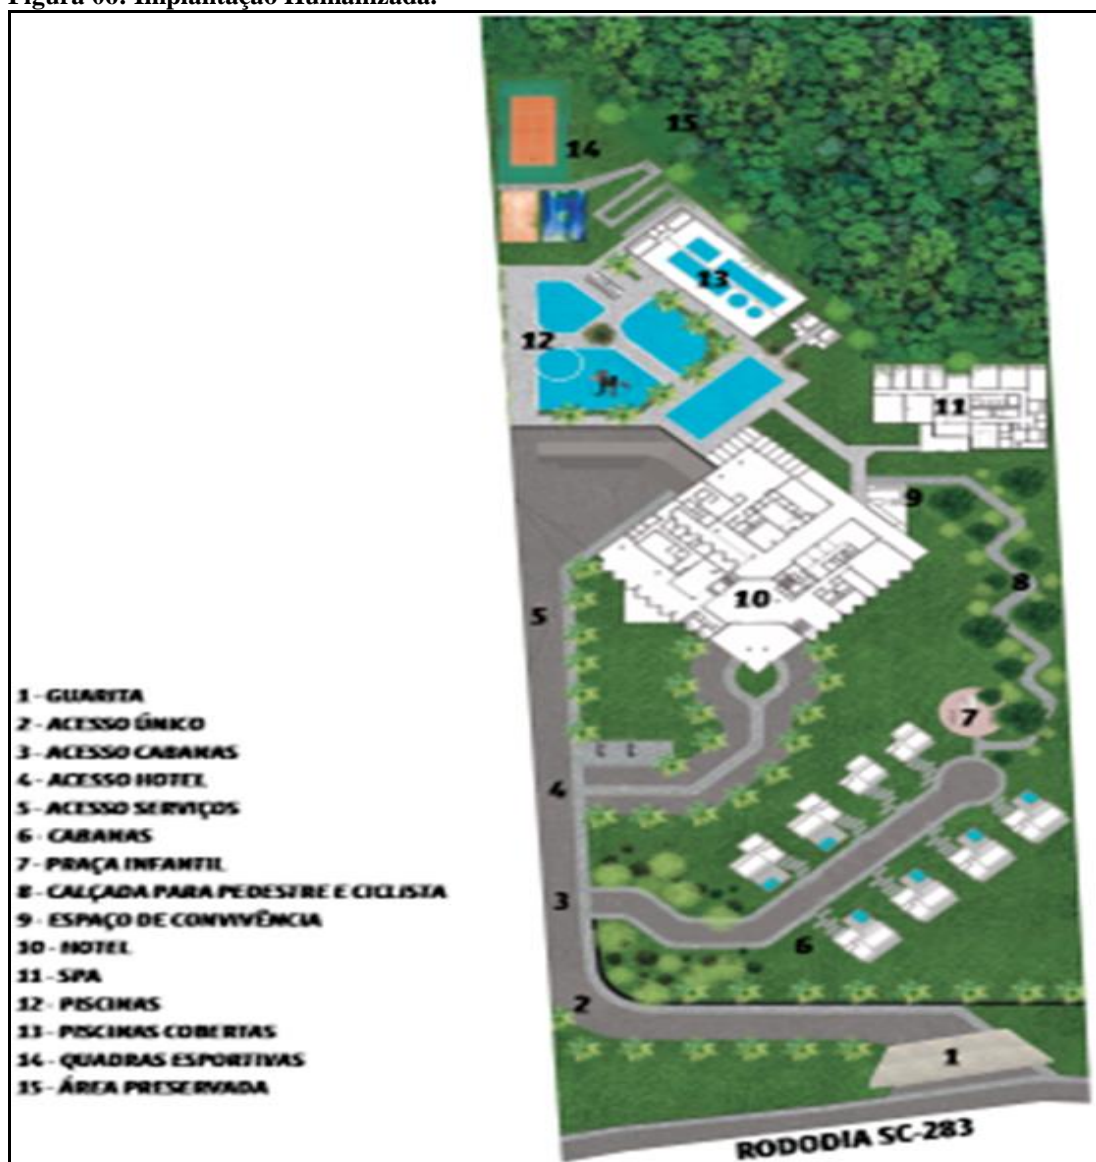 Figura 06: Implantação Humanizada.
15
14
13
12
11
9
8
10
5
7
4
3
6
2
1
1 - GUARITA
2 - ACESSO ÚNICO
3 - ACESSO CABANAS
4 - ACESSO HOTEL
5 - ACESSO SERVIÇOS
6 - CABANAS
7 - PRAÇA INFANTIL
8 - CALÇADA PARA PEDESTRE E CICLISTA
9 - ESPAÇO DE CONVIVÊNCIA
10 - HOTEL
11 - SPA
12 - PISCINAS
13 - PISCINAS COBERTAS
14 - QUADRAS ESPORTIVAS
15 - ÁREA PRESERVADA
RODODIA SC-283